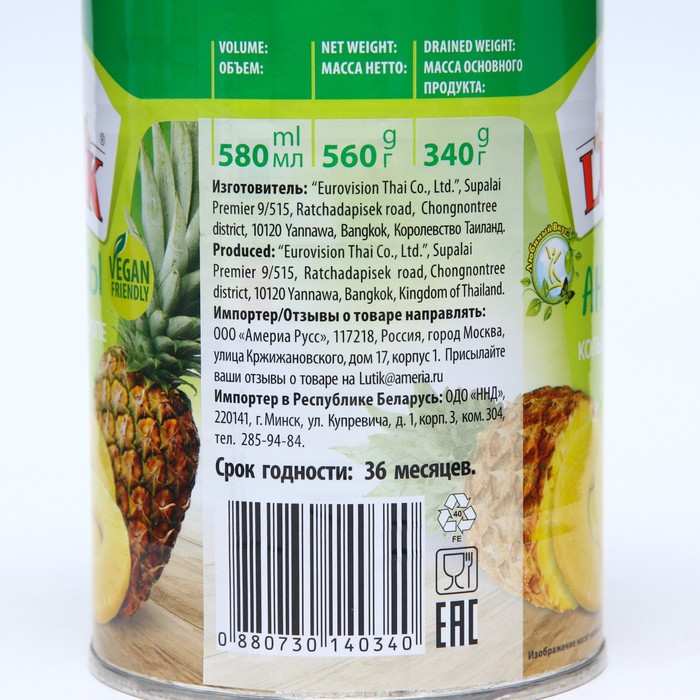 VOLUME:
ОБЪЕМ:
NET WEIGHT:
МАССА НЕТТО:
DRAINED WEIGHT:
МАССА ОСНОВНОГО
ПРОДУКТА:
580 ml мл
560 g г
340 g г
Изготовитель: “Eurovision Thai Co., Ltd.”, Supalai
Premier 9/515, Ratchadapisek road, Chongnontree
district, 10120 Yannawa, Bangkok, Королевство Таиланд.
Produced: “Eurovision Thai Co., Ltd.”, Supalai
Premier 9/515, Ratchadapisek road, Chongnontree
district, 10120 Yannawa, Bangkok, Kingdom of Thailand.
Импортер/Отзывы о товаре направлять:
ООО «Америа Русс», 117218, Россия, город Москва,
улица Кржижановского, дом 17, корпус 1. Присылайте
ваши отзывы о товаре на Lutik@ameria.ru
Импортер в Республике Беларусь: ОДО «ННД»,
220141, г. Минск, ул. Купревича, д. 1, корп. 3, ком. 304,
тел. 285-94-84.
Срок годности: 36 месяцев.
0 880730 140340
40
FE
EAC
VEGAN
FRIENDLY
Любимый Вкус!
Изображение